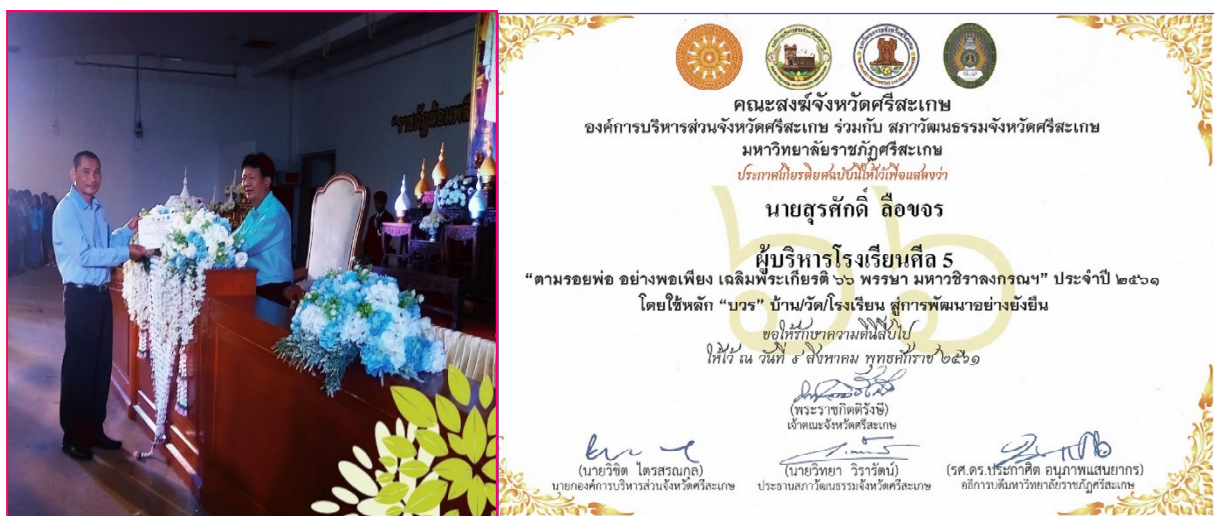 คณะสงฆ์จังหวัดศรีสะเกษ
องค์การบริหารส่วนจังหวัดศรีสะเกษ ร่วมกับ สภาวัฒนธรรมจังหวัดศรีสะเกษ
มหาวิทยาลัยราชภัฏศรีสะเกษ
ประกาศเกียรติยศฉบับนี้ให้ไว้เพื่อแสดงว่า
นายสุรศักดิ์ ลือขจร
ผู้บริหารโรงเรียนศีล 5
“ตามรอยพ่อ อย่างพอเพียง เฉลิมพระเกียรติ ๖๖ พรรษา มหาวชิราลงกรณฯ” ประจำปี ๒๕๖๑
โดยใช้หลัก “บวร” บ้าน/วัด/โรงเรียน สู่การพัฒนาอย่างยั่งยืน
ขอให้รักษาความดีนี้สืบไป
ให้ไว้ ณ วันที่ ๙ สิงหาคม พุทธศักราช ๒๕๖๑
(พระราชกิตติรังษี)
เจ้าคณะจังหวัดศรีสะเกษ
(นายวิชิต ไตรสรณกุล)
นายกองค์การบริหารส่วนจังหวัดศรีสะเกษ
(นายวิทยา วิรารัตน์)
ประธานสภาวัฒนธรรมจังหวัดศรีสะเกษ
(รศ.ดร.ประกาศิต อนุภาพแสนยากร)
อธิการบดีมหาวิทยาลัยราชภัฏศรีสะเกษ